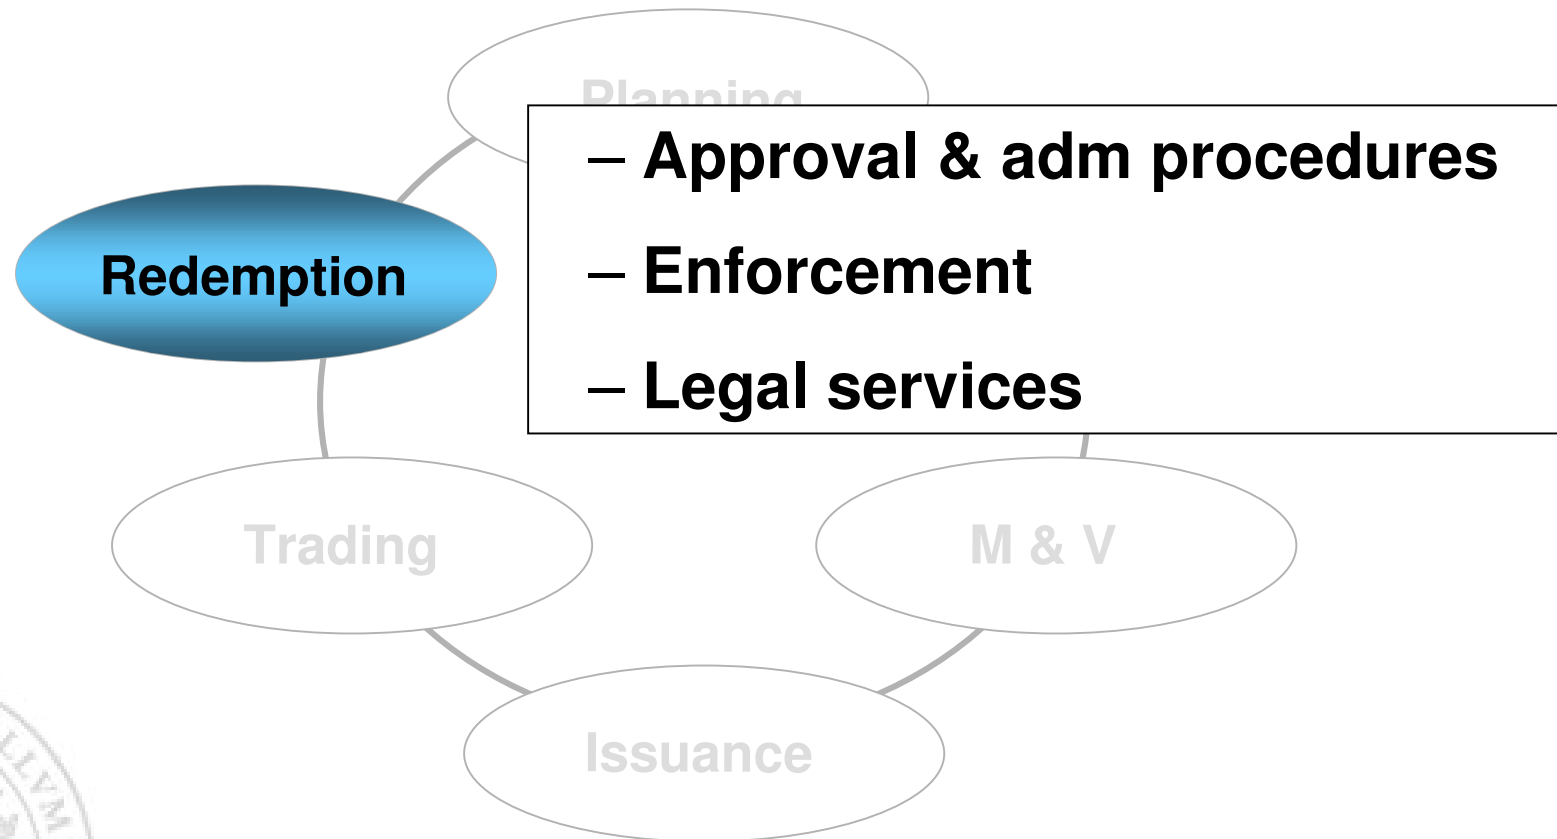 Planning
– Approval & adm procedures
Redemption
– Enforcement
– Legal services
Trading
M & V
Issuance